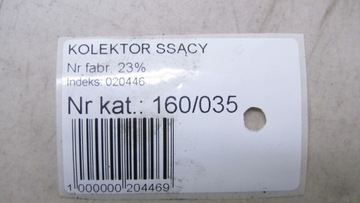 KOLEKTOR SSĄCY
Nr fabr. 23%
Indeks: 020446
Nr kat.: 160/035
1 000000 204469